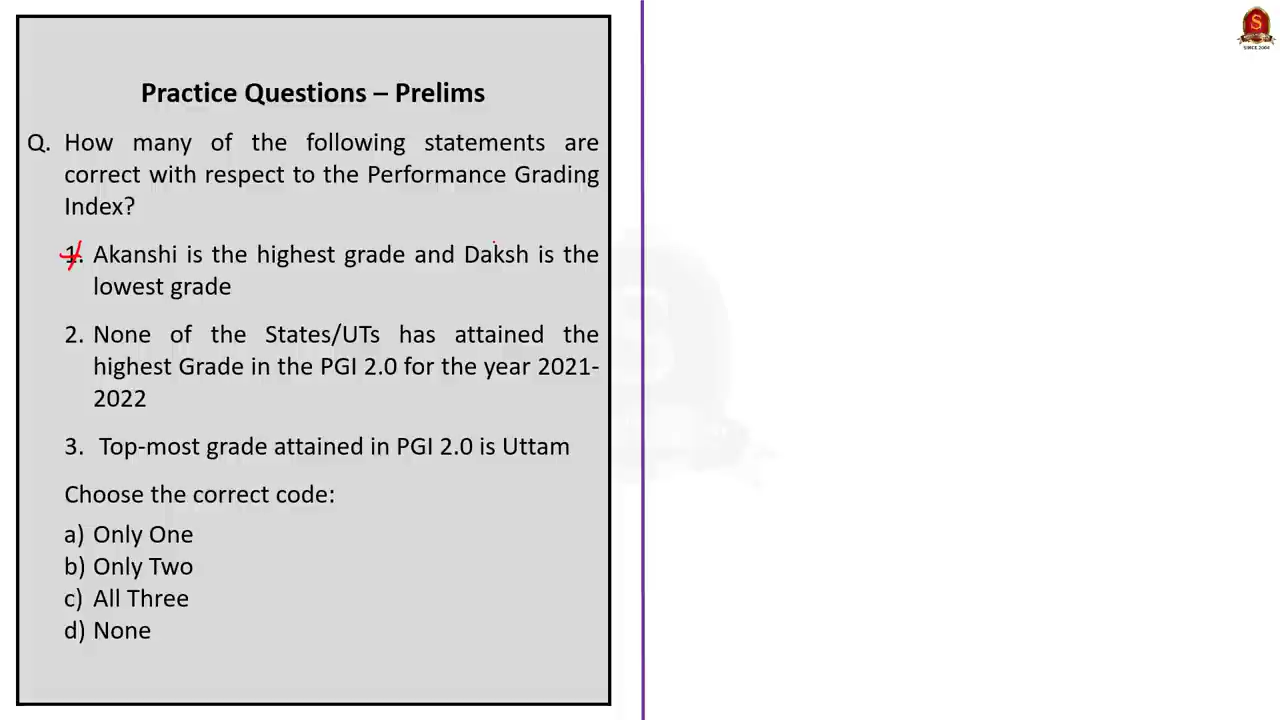 Practice Questions – Prelims
Q. How many of the following statements are
correct with respect to the Performance Grading
Index?
1. Akanshi is the highest grade and Daksh is the
lowest grade
2. None of the States/UTs has attained the
highest Grade in the PGI 2.0 for the year 2021-
2022
3. Top-most grade attained in PGI 2.0 is Uttam
Choose the correct code:
a) Only One
b) Only Two
c) All Three
d) None
S
SINCE 2004